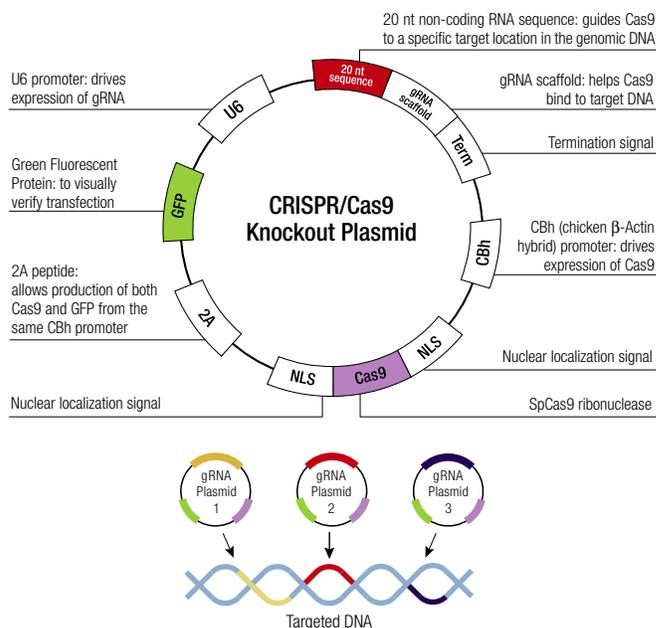 20 nt non-coding RNA sequence: guides Cas9
to a specific target location in the genomic DNA
U6 promoter: drives
expression of gRNA
gRNA scaffold: helps Cas9
bind to target DNA
Termination signal
Green Fluorescent
Protein: to visually
verify transfection
CBh (chicken β-Actin
hybrid) promoter: drives
expression of Cas9
2A peptide:
allows production of both
Cas9 and GFP from the
same CBh promoter
Nuclear localization signal
Nuclear localization signal
SpCas9 ribonuclease
20 nt
sequence
gRNA
scaffold
Term
CBh
NLS
Cas9
NLS
2A
GFP
U6
CRISPR/Cas9
Knockout Plasmid
gRNA
Plasmid
1
gRNA
Plasmid
2
gRNA
Plasmid
3
Targeted DNA